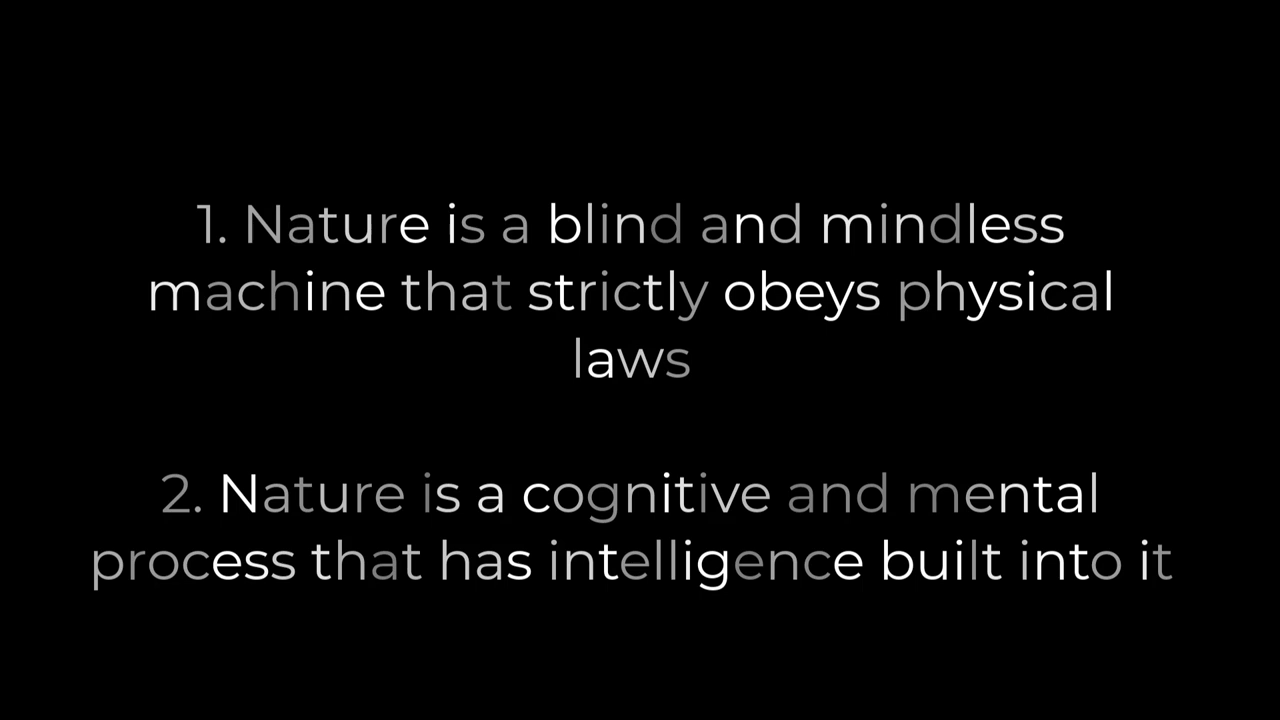 1. Nature is a blind and mindless
machine that strictly obeys physical
laws
2. Nature is a cognitive and mental
process that has intelligence built into it